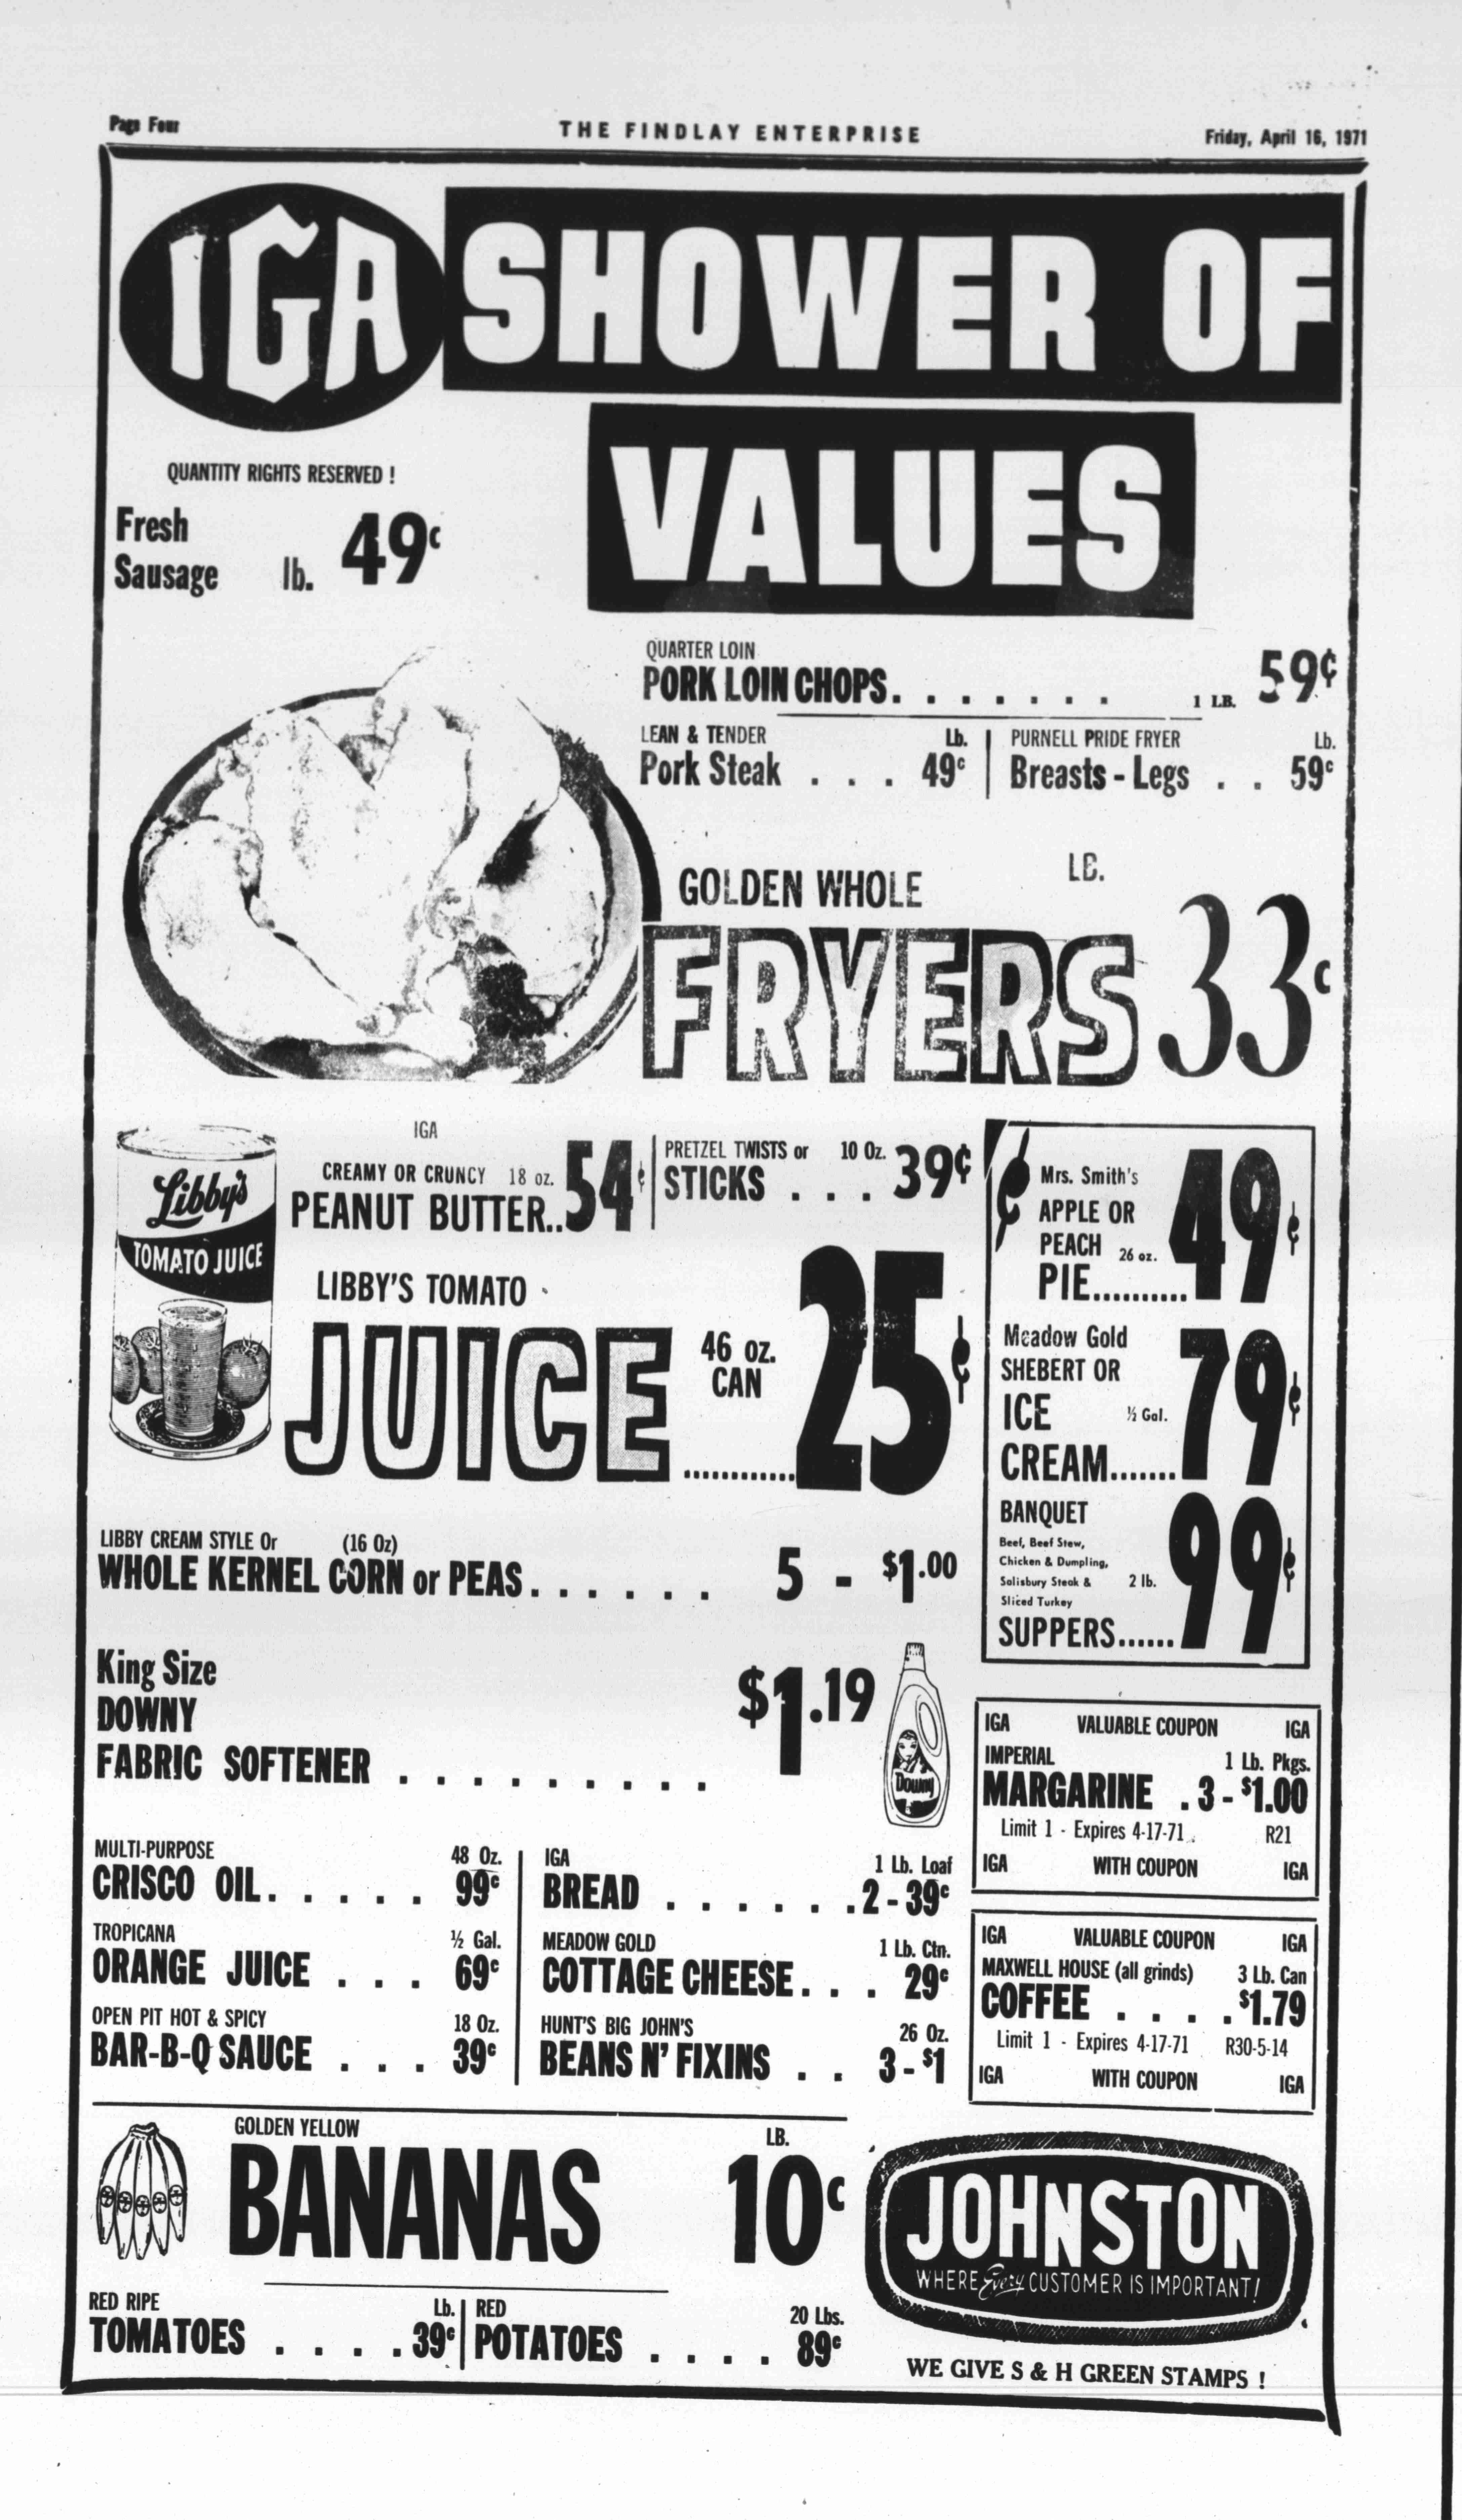 Page Four
THE FINDLAY ENTERPRISE
Friday, April 16, 1971
IGA SHOWER OF
VALUES
QUANTITY RIGHTS RESERVED !
Fresh
Sausage lb. 49c
QUARTER LOIN
PORK LOIN CHOPS. . . . . . . 1 LB. 59¢
LEAN & TENDER Lb.
Pork Steak . . . 49c
PURNELL PRIDE FRYER Lb.
Breasts - Legs . . 59c
GOLDEN WHOLE LB.
FRYERS 33c
Libby's
TOMATO JUICE
IGA
CREAMY OR CRUNCY 18 oz.
PEANUT BUTTER..54¢
PRETZEL TWISTS or 10 Oz.
STICKS . . . 39¢
LIBBY'S TOMATO
JUICE 46 oz.
CAN ............25¢
Mrs. Smith's
APPLE OR
PEACH 26 oz.
PIE.......... 49¢
Meadow Gold
SHEBERT OR
ICE ½ Gal.
CREAM....... 79¢
BANQUET
Beef, Beef Stew,
Chicken & Dumpling,
Salisbury Steak & 2 lb.
Sliced Turkey
SUPPERS...... 99¢
LIBBY CREAM STYLE Or (16 Oz)
WHOLE KERNEL CORN or PEAS. . . . . . . 5 - $1.00
King Size
DOWNY
FABRIC SOFTENER . . . . . . . . . $1.19
Downy
IGA VALUABLE COUPON IGA
IMPERIAL 1 Lb. Pkgs.
MARGARINE . 3 - $1.00
Limit 1 - Expires 4-17-71 R21
IGA WITH COUPON IGA
MULTI-PURPOSE 48 Oz.
CRISCO OIL. . . . . 99c
TROPICANA ½ Gal.
ORANGE JUICE . . . 69c
OPEN PIT HOT & SPICY 18 Oz.
BAR-B-Q SAUCE . . . 39c
IGA 1 Lb. Loaf
BREAD . . . . . . . 2 - 39c
MEADOW GOLD 1 Lb. Ctn.
COTTAGE CHEESE. . . 29c
HUNT'S BIG JOHN'S 26 Oz.
BEANS N' FIXINS . . 3 - $1
IGA VALUABLE COUPON IGA
MAXWELL HOUSE (all grinds) 3 Lb. Can
COFFEE . . . . . $1.79
Limit 1 - Expires 4-17-71 R30-5-14
IGA WITH COUPON IGA
GOLDEN YELLOW LB.
BANANAS 10c
RED RIPE Lb.
TOMATOES . . . . 39c
RED 20 Lbs.
POTATOES . . . . 89c
JOHNSTON
WHERE Every CUSTOMER IS IMPORTANT!
WE GIVE S & H GREEN STAMPS !